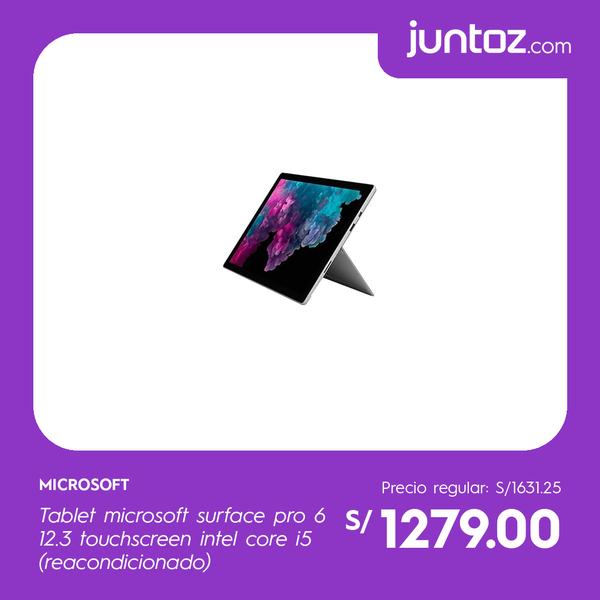 juntoz.com
MICROSOFT
Tablet microsoft surface pro 6
12.3 touchscreen intel core i5
(reacondicionado)
Precio regular: S/1631.25
S/ 1279.00